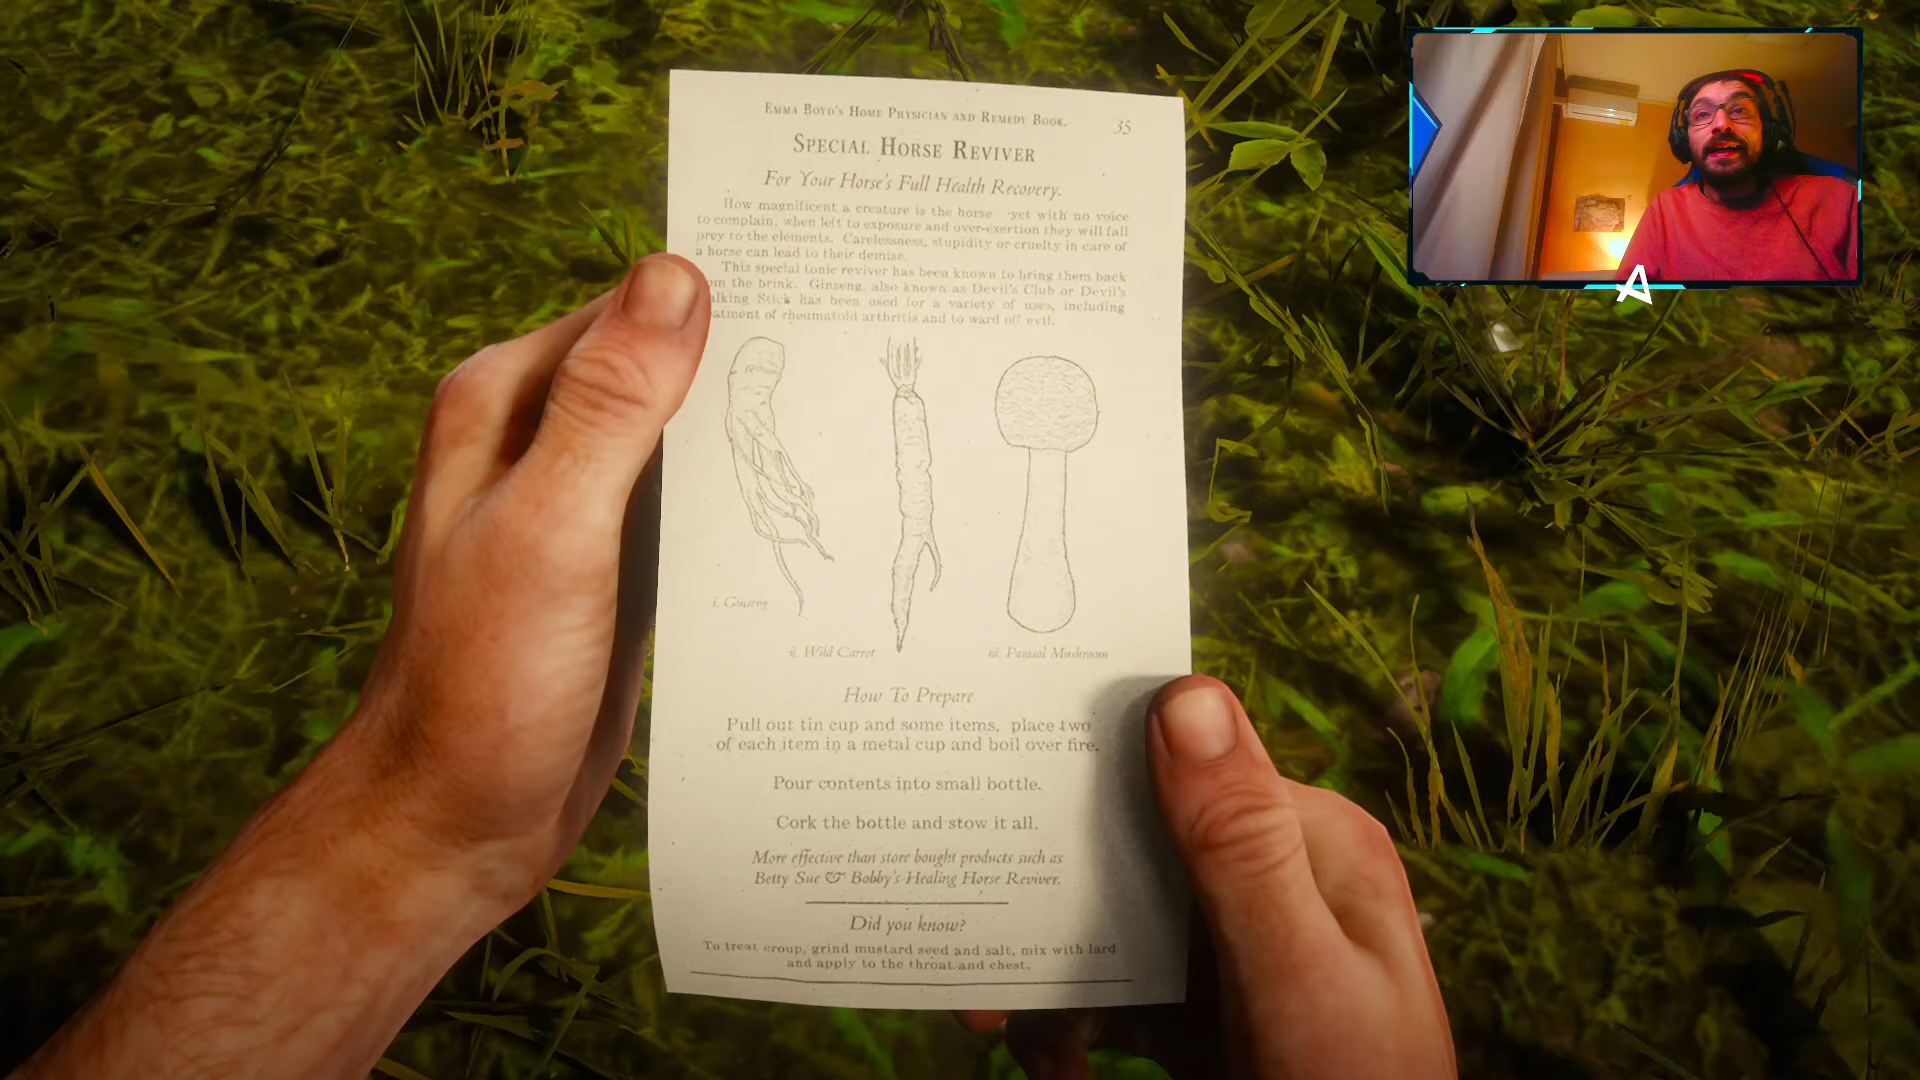 EMMA BOYD'S HOME PHYSICIAN AND REMEDY BOOK.
35
SPECIAL HORSE REVIVER
For Your Horse's Full Health Recovery.
How magnificent a creature is the horse yet with no voice
to complain, when left to exposure and over-exertion they will fall
prey to the elements. Carelessness, stupidity or cruelty in care of
a horse can lead to their demise.
This special tonic reviver has been known to bring them back
om the brink. Ginseng, also known as Devil's Club or Devil's
alking Stick has been used for a variety of uses, including
atment of rheumatoid arthritis and to ward off evil.
i. Ginseng
ii. Wild Carrot
iii. Parasol Mushroom
How To Prepare
Pull out tin cup and some items, place two
of each item in a metal cup and boil over fire.
Pour contents into small bottle.
Cork the bottle and stow it all.
More effective than store bought products such as
Betty Sue & Bobby's Healing Horse Reviver.
Did you know?
To treat croup, grind mustard seed and salt, mix with lard
and apply to the throat and chest.